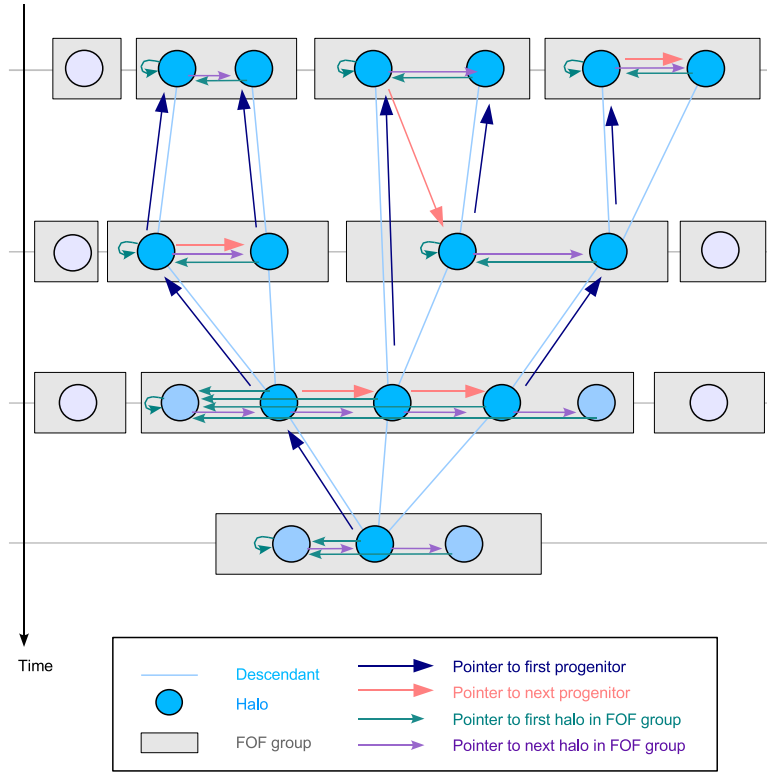 Time
Descendant
Halo
FOF group
Pointer to first progenitor
Pointer to next progenitor
Pointer to first halo in FOF group
Pointer to next halo in FOF group